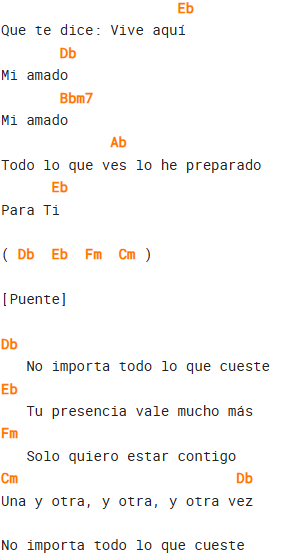 Eb
Que te dice: Vive aquí
Db
Mi amado
Bbm7
Mi amado
Ab
Todo lo que ves lo he preparado
Eb
Para Ti
( Db Eb Fm Cm )
[Puente]
Db
No importa todo lo que cueste
Eb
Tu presencia vale mucho más
Fm
Solo quiero estar contigo
Cm Db
Una y otra, y otra, y otra vez
No importa todo lo que cueste